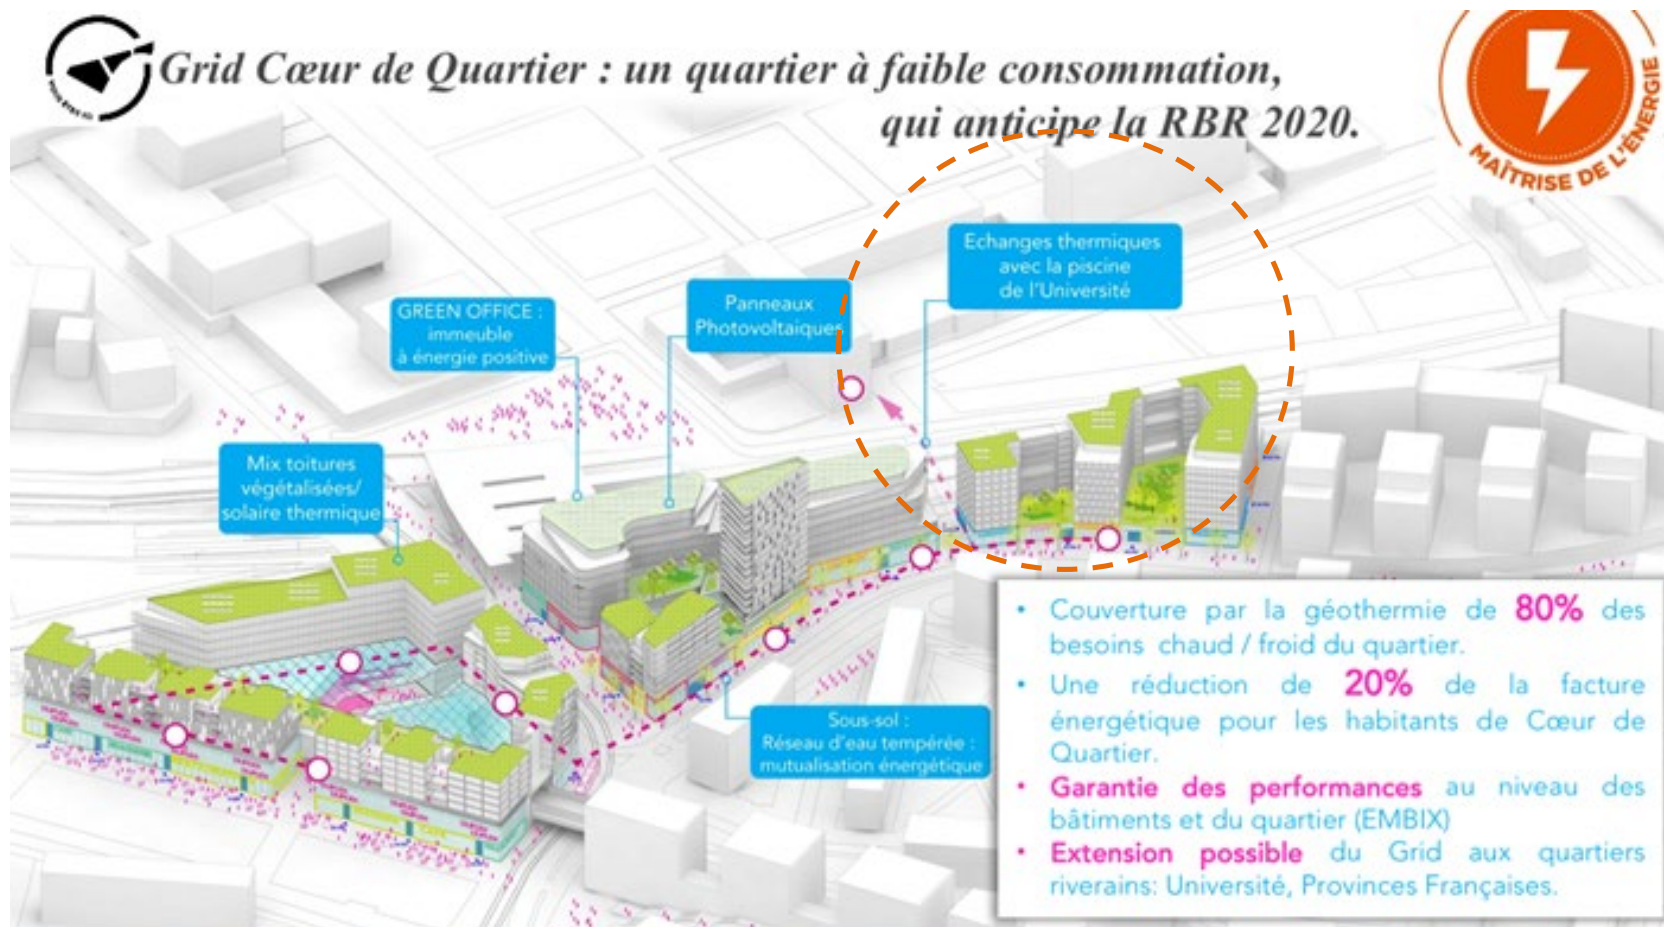 Grid Cœur de Quartier : un quartier à faible consommation,
qui anticipe la RBR 2020.
MAÎTRISE DE L'ÉNERGIE
Echanges thermiques
avec la piscine
de l'Université
Panneaux
Photovoltaiques
GREEN OFFICE :
immeuble
à énergie positive
Mix toitures
végétalisées/
solaire thermique
Sous-sol :
Réseau d'eau tempérée :
mutualisation énergétique
• Couverture par la géothermie de 80% des
besoins chaud / froid du quartier.
• Une réduction de 20% de la facture
énergétique pour les habitants de Cœur de
Quartier.
• Garantie des performances au niveau des
bâtiments et du quartier (EMBIX)
• Extension possible du Grid aux quartiers
riverains: Université, Provinces Françaises.